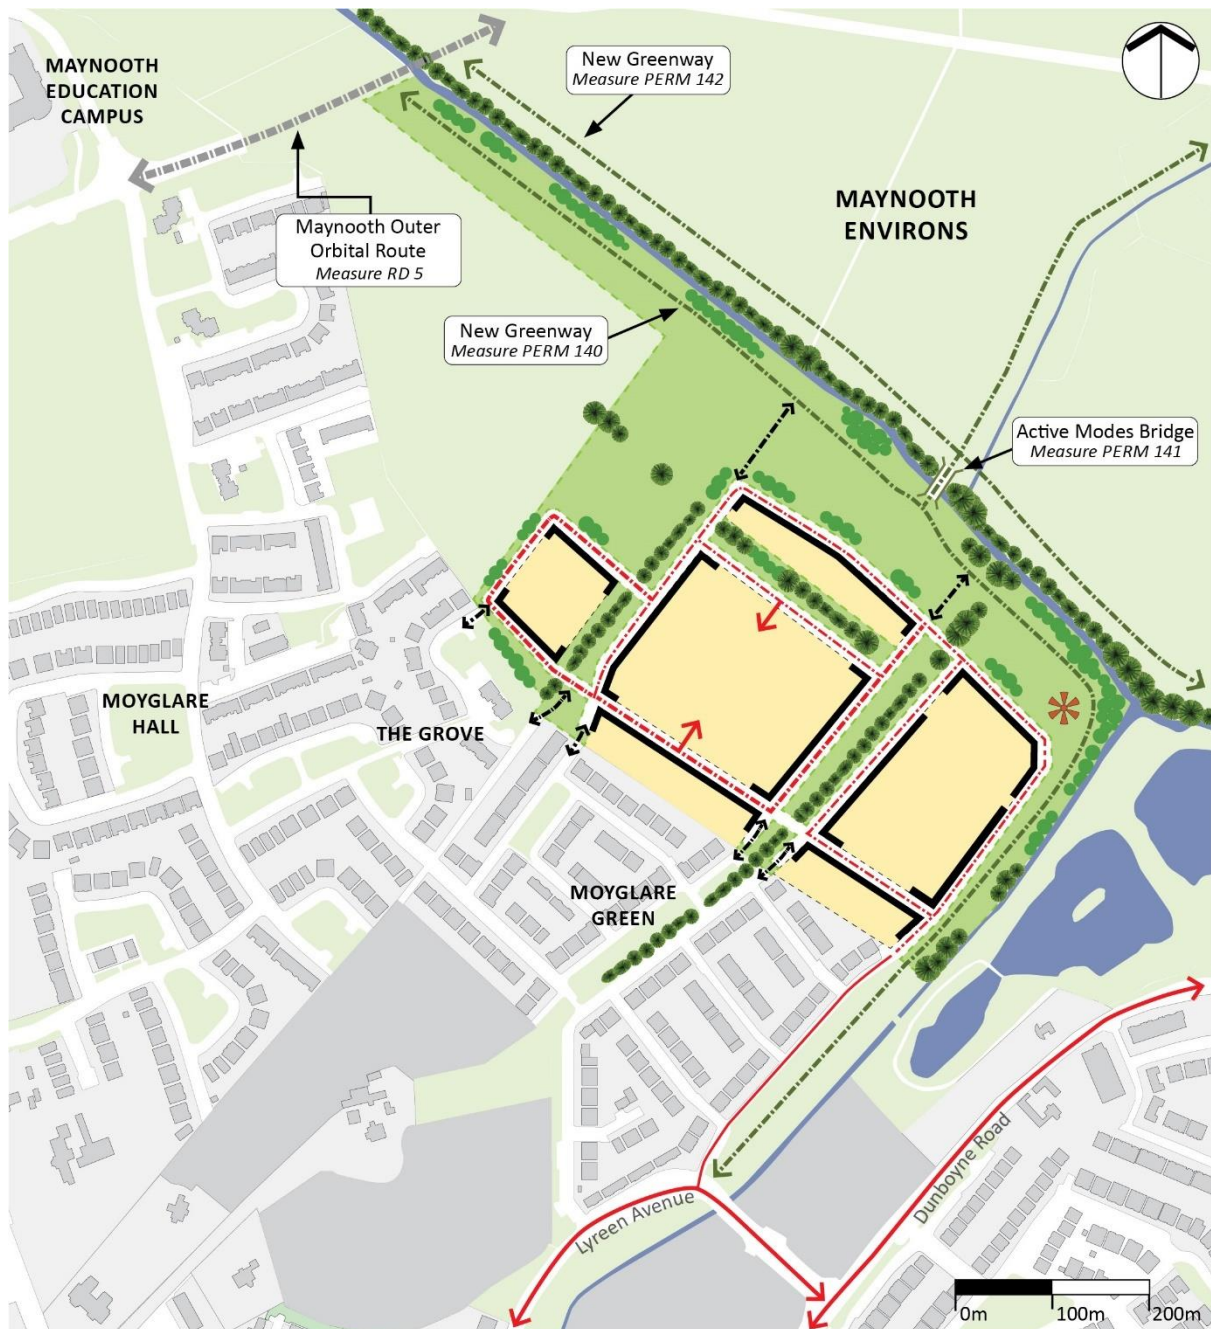 MAYNOOTH
EDUCATION
CAMPUS
New Greenway
Measure PERM 142
MAYNOOTH
ENVIRONS
Maynooth Outer
Orbital Route
Measure RD 5
New Greenway
Measure PERM 140
Active Modes Bridge
Measure PERM 141
MOYGLARE
HALL
THE GROVE
MOYGLARE
GREEN
Dunboyne Road
Lyreen Avenue
0m 100m 200m